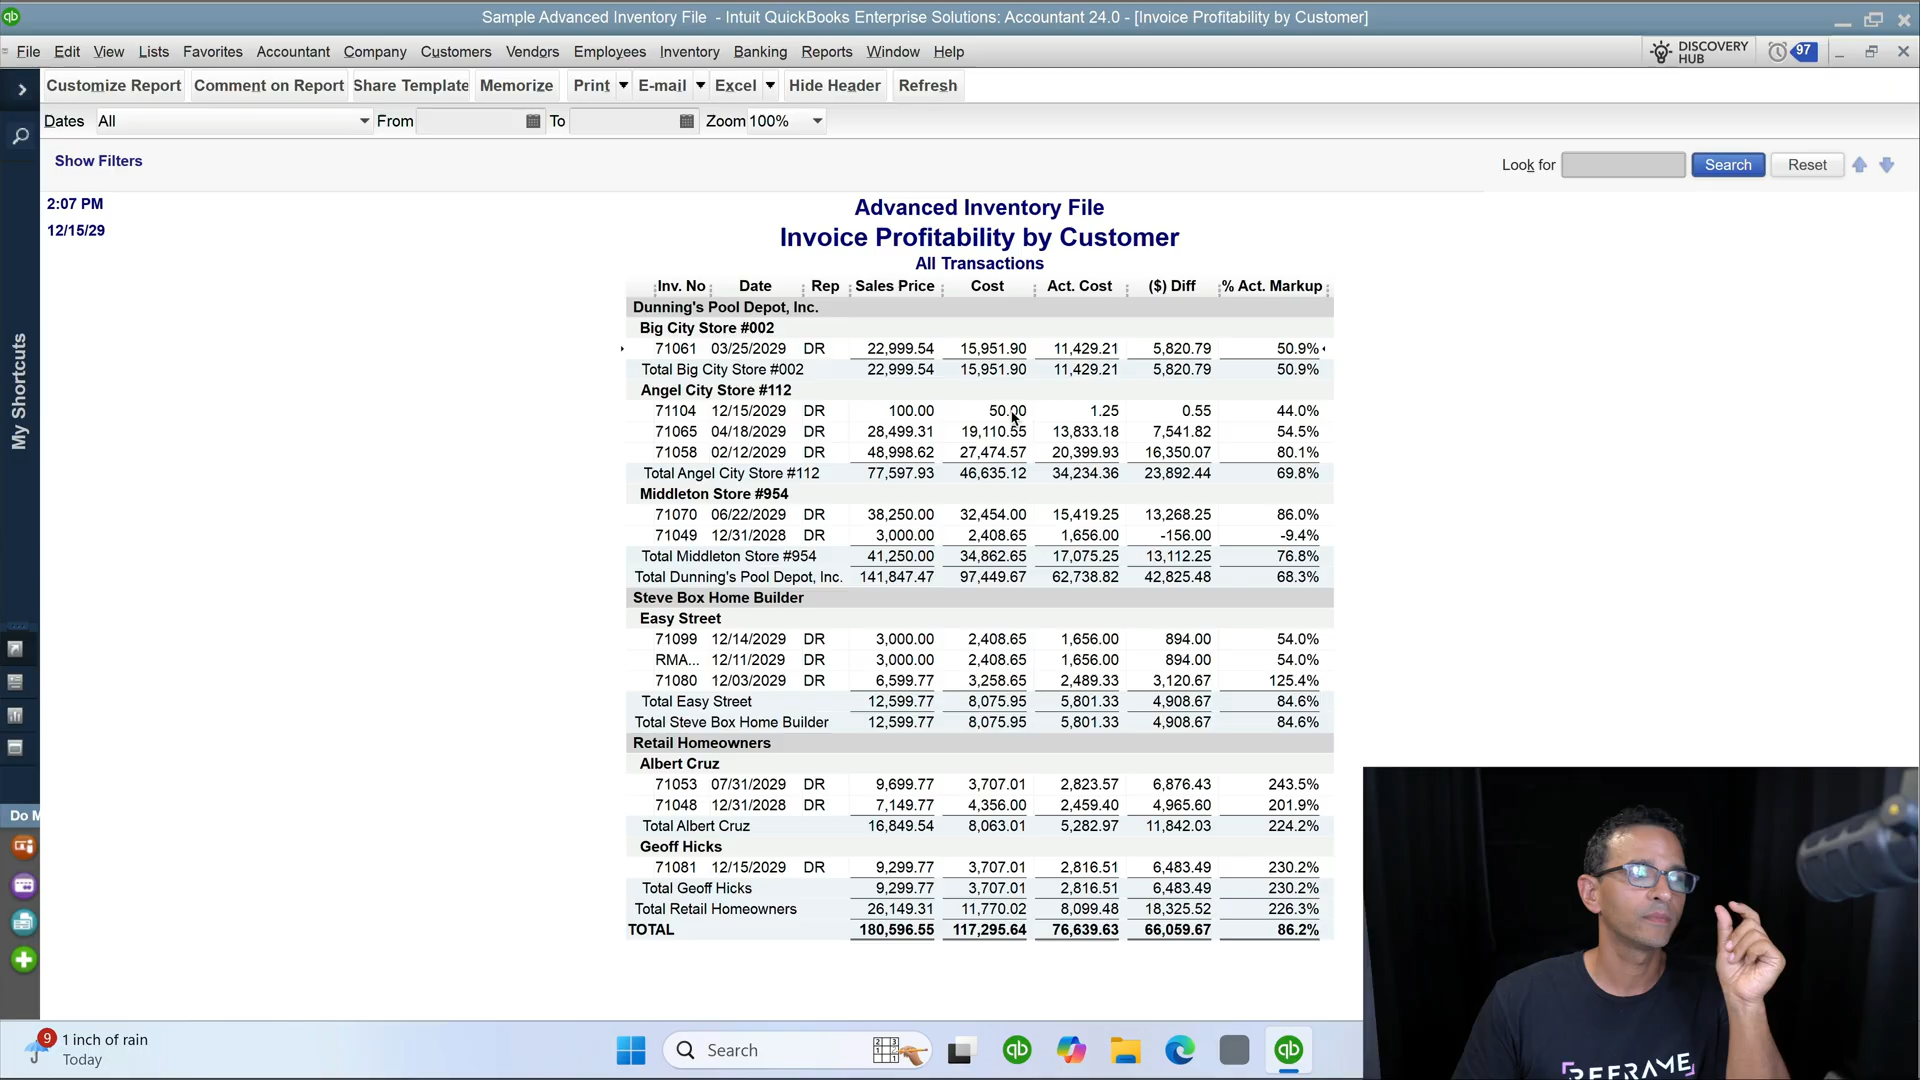 Sample Advanced Inventory File - Intuit QuickBooks Enterprise Solutions: Accountant 24.0 - [Invoice Profitability by Customer]
File Edit View Lists Favorites Accountant Company Customers Vendors Employees Inventory Banking Reports Window Help
DISCOVERY HUB 97
Customize Report Comment on Report Share Template Memorize Print E-mail Excel Hide Header Refresh
Dates All From To Zoom 100%
Show Filters
Look for Search Reset
2:07 PM
12/15/29
My Shortcuts
Do M
Advanced Inventory File
Invoice Profitability by Customer
All Transactions
Inv. No Date Rep Sales Price Cost Act. Cost ($) Diff % Act. Markup
Dunning's Pool Depot, Inc.
Big City Store #002
71061 03/25/2029 DR 22,999.54 15,951.90 11,429.21 5,820.79 50.9%
Total Big City Store #002 22,999.54 15,951.90 11,429.21 5,820.79 50.9%
Angel City Store #112
71104 12/15/2029 DR 100.00 50.00 1.25 0.55 44.0%
71065 04/18/2029 DR 28,499.31 19,110.55 13,833.18 7,541.82 54.5%
71058 02/12/2029 DR 48,998.62 27,474.57 20,399.93 16,350.07 80.1%
Total Angel City Store #112 77,597.93 46,635.12 34,234.36 23,892.44 69.8%
Middleton Store #954
71070 06/22/2029 DR 38,250.00 32,454.00 15,419.25 13,268.25 86.0%
71049 12/31/2028 DR 3,000.00 2,408.65 1,656.00 -156.00 -9.4%
Total Middleton Store #954 41,250.00 34,862.65 17,075.25 13,112.25 76.8%
Total Dunning's Pool Depot, Inc. 141,847.47 97,449.67 62,738.82 42,825.48 68.3%
Steve Box Home Builder
Easy Street
71099 12/14/2029 DR 3,000.00 2,408.65 1,656.00 894.00 54.0%
RMA... 12/11/2029 DR 3,000.00 2,408.65 1,656.00 894.00 54.0%
71080 12/03/2029 DR 6,599.77 3,258.65 2,489.33 3,120.67 125.4%
Total Easy Street 12,599.77 8,075.95 5,801.33 4,908.67 84.6%
Total Steve Box Home Builder 12,599.77 8,075.95 5,801.33 4,908.67 84.6%
Retail Homeowners
Albert Cruz
71053 07/31/2029 DR 9,699.77 3,707.01 2,823.57 6,876.43 243.5%
71048 12/31/2028 DR 7,149.77 4,356.00 2,459.40 4,965.60 201.9%
Total Albert Cruz 16,849.54 8,063.01 5,282.97 11,842.03 224.2%
Geoff Hicks
71081 12/15/2029 DR 9,299.77 3,707.01 2,816.51 6,483.49 230.2%
Total Geoff Hicks 9,299.77 3,707.01 2,816.51 6,483.49 230.2%
Total Retail Homeowners 26,149.31 11,770.02 8,099.48 18,325.52 226.3%
TOTAL 180,596.55 117,295.64 76,639.63 66,059.67 86.2%
REFRAME
9 1 inch of rain
Today
Search